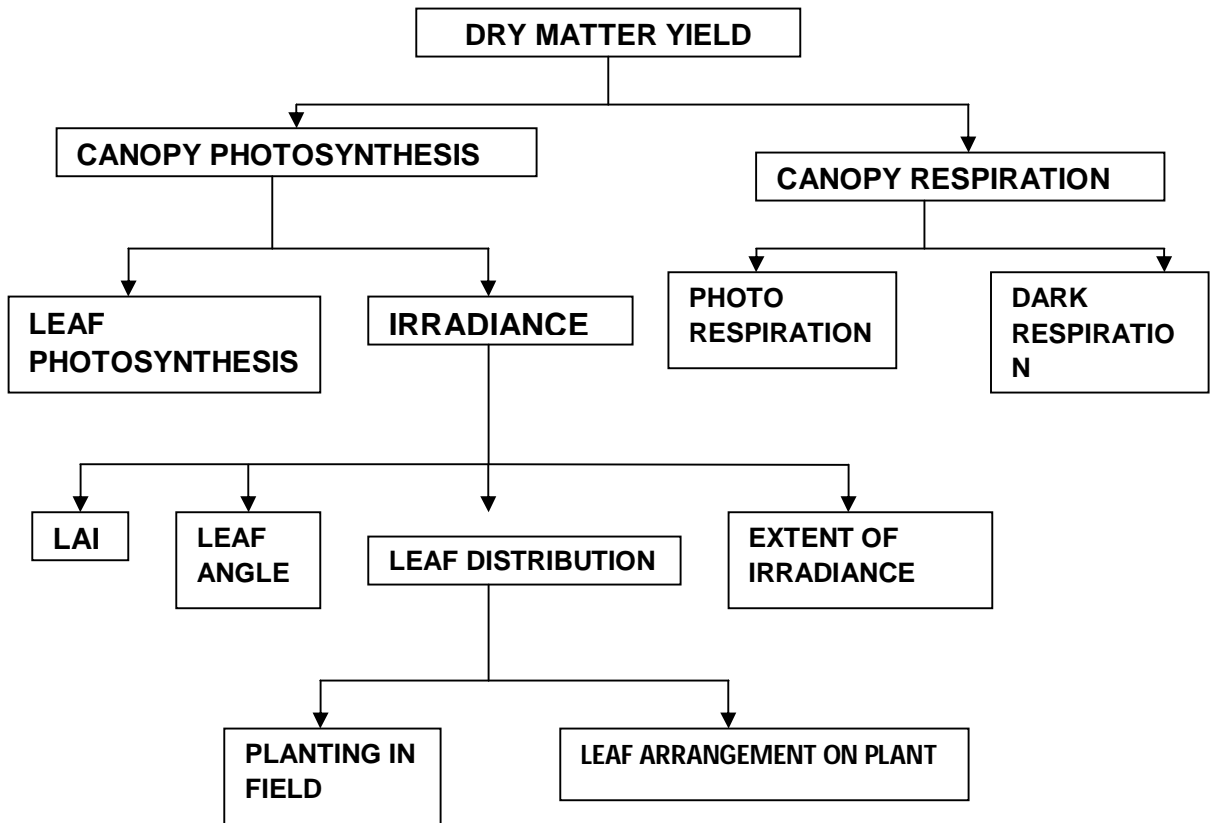 DRY MATTER YIELD
CANOPY PHOTOSYNTHESIS
CANOPY RESPIRATION
LEAF
PHOTOSYNTHESIS
IRRADIANCE
PHOTO
RESPIRATION
DARK
RESPIRATIO
N
LAI
LEAF
ANGLE
LEAF DISTRIBUTION
EXTENT OF
IRRADIANCE
PLANTING IN
FIELD
LEAF ARRANGEMENT ON PLANT